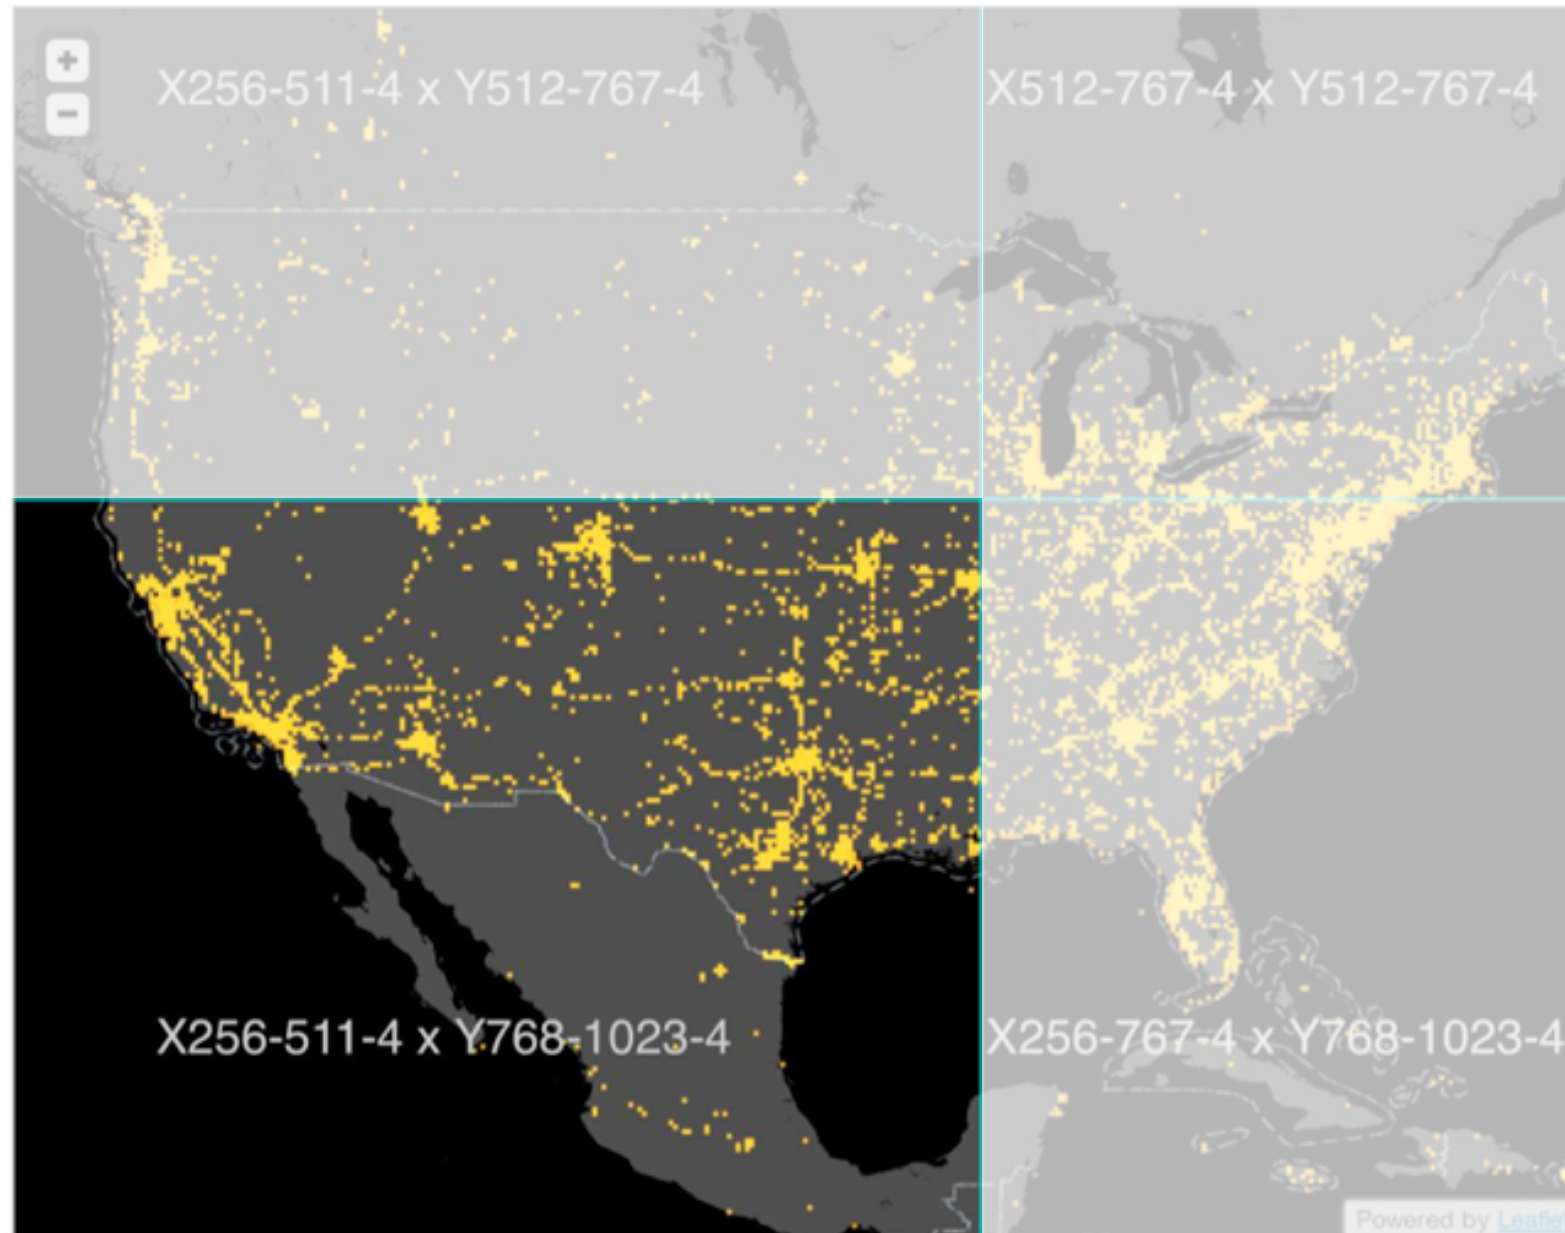 +
X256-511-4 x Y512-767-4
X512-767-4 x Y512-767-4
−
X256-511-4 x Y768-1023-4
X256-767-4 x Y768-1023-4
Powered by Leaflet